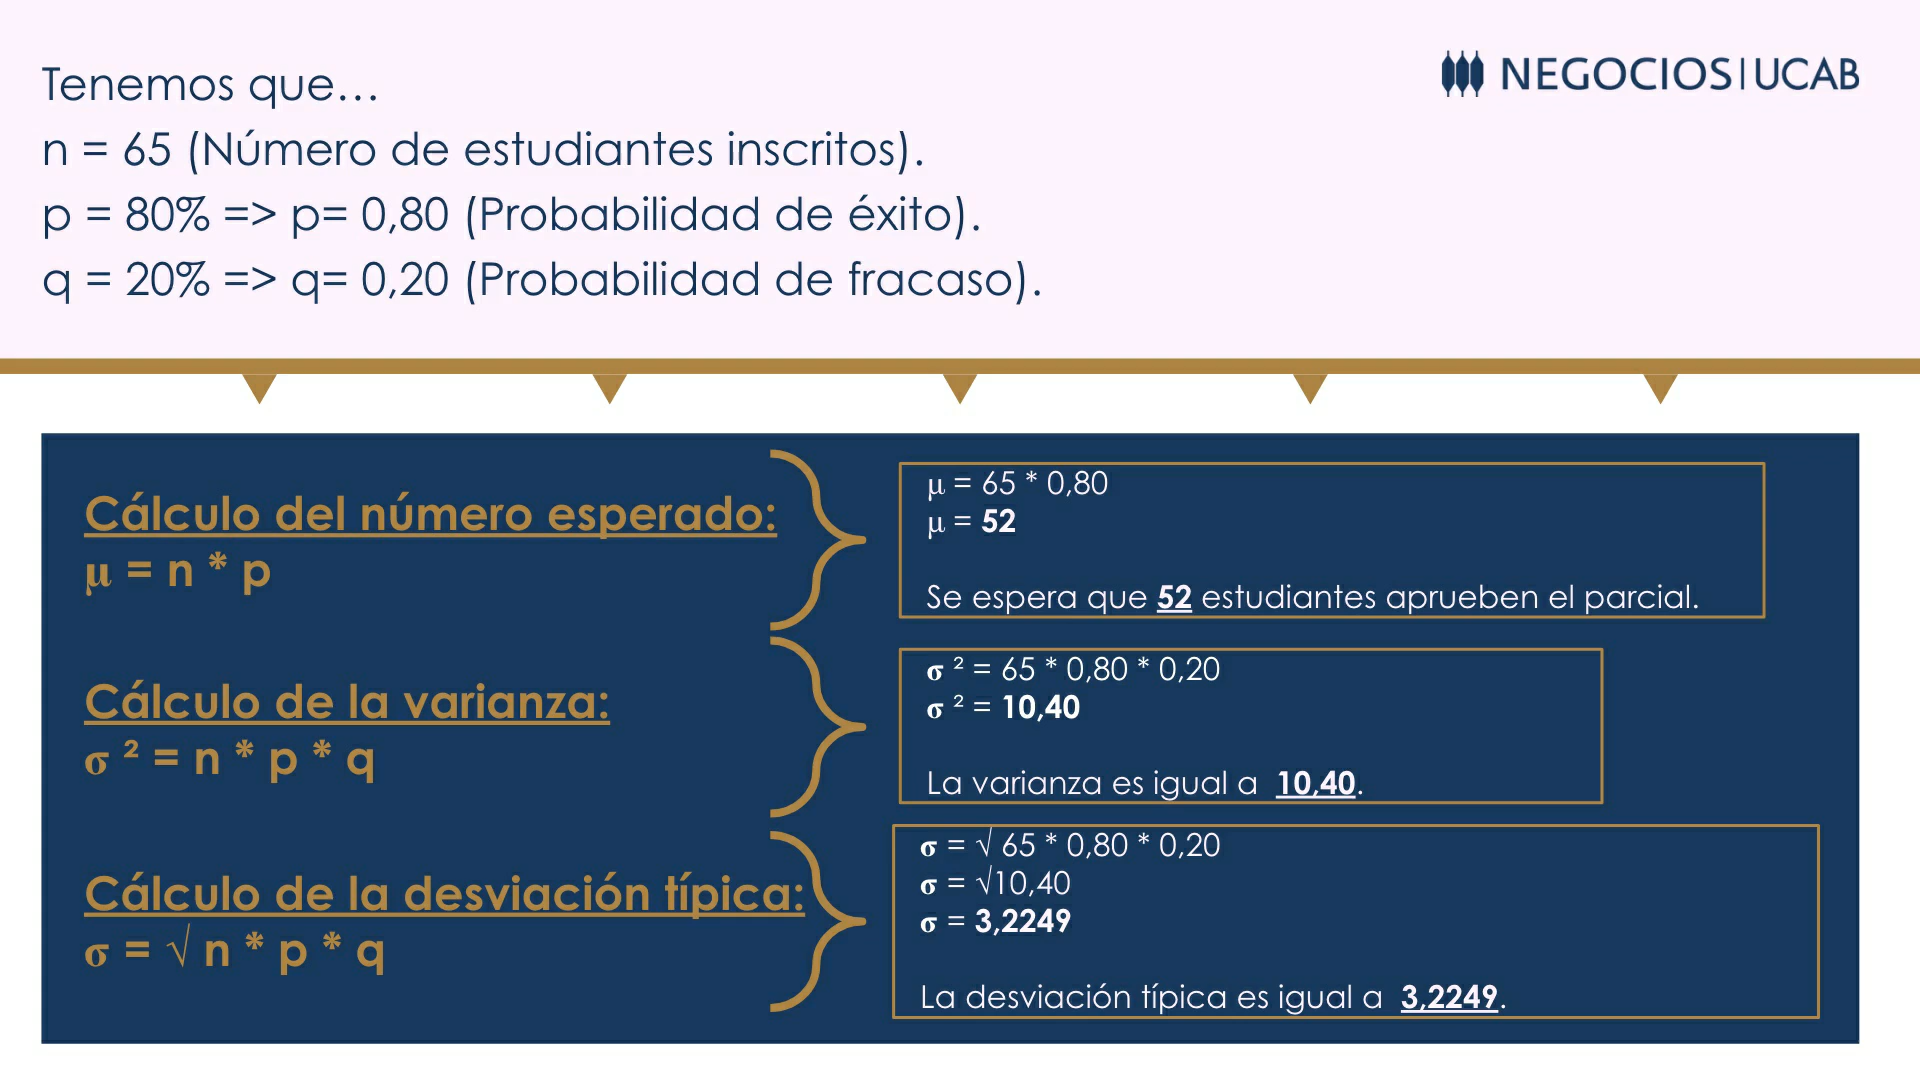 Tenemos que...
n = 65 (Número de estudiantes inscritos).
p = 80% => p= 0,80 (Probabilidad de éxito).
q = 20% => q= 0,20 (Probabilidad de fracaso).
NEGOCIOS|UCAB
Cálculo del número esperado:
μ = n * p
μ = 65 * 0,80
μ = 52
Se espera que 52 estudiantes aprueben el parcial.
Cálculo de la varianza:
σ ² = n * p * q
σ ² = 65 * 0,80 * 0,20
σ ² = 10,40
La varianza es igual a 10,40.
Cálculo de la desviación típica:
σ = √ n * p * q
σ = √ 65 * 0,80 * 0,20
σ = √10,40
σ = 3,2249
La desviación típica es igual a 3,2249.